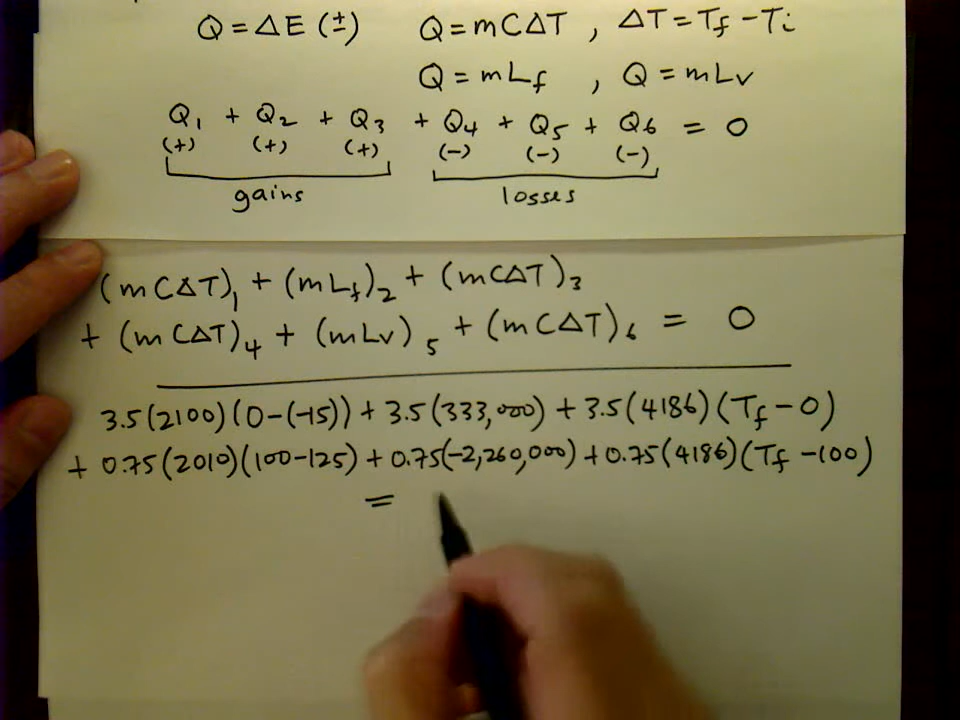 Q = ΔE (±) Q = mCΔT , ΔT = Tf − Ti
Q = mLf , Q = mLv
Q1 + Q2 + Q3 + Q4 + Q5 + Q6 = 0
(+) (+) (+) (−) (−) (−)
gains losses
(mCΔT)1 + (mLf)2 + (mCΔT)3
+ (mCΔT)4 + (mLv)5 + (mCΔT)6 = 0
3.5(2100)(0−(−15)) + 3.5(333,000) + 3.5(4186)(Tf − 0)
+ 0.75(2010)(100−125) + 0.75(−2,260,000) + 0.75(4186)(Tf −100)
=